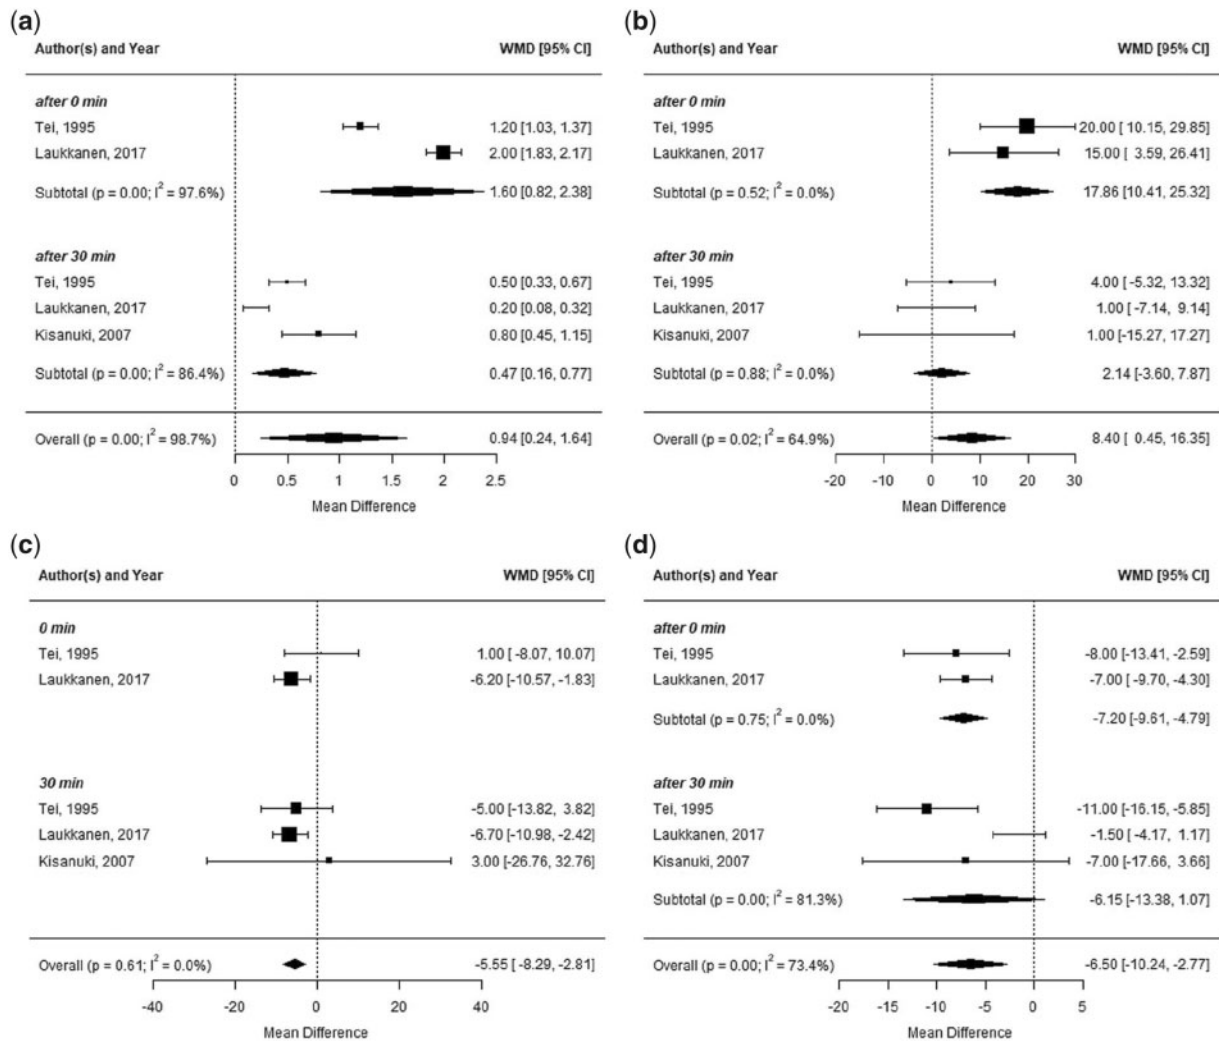 (a)
Author(s) and Year WMD [95% CI]
after 0 min
Tei, 1995 1.20 [1.03, 1.37]
Laukkanen, 2017 2.00 [1.83, 2.17]
Subtotal (p = 0.00; I² = 97.6%) 1.60 [0.82, 2.38]
after 30 min
Tei, 1995 0.50 [0.33, 0.67]
Laukkanen, 2017 0.20 [0.08, 0.32]
Kisanuki, 2007 0.80 [0.45, 1.15]
Subtotal (p = 0.00; I² = 86.4%) 0.47 [0.16, 0.77]
Overall (p = 0.00; I² = 98.7%) 0.94 [0.24, 1.64]
0 0.5 1 1.5 2 2.5
Mean Difference
(b)
Author(s) and Year WMD [95% CI]
after 0 min
Tei, 1995 20.00 [ 10.15, 29.85]
Laukkanen, 2017 15.00 [ 3.59, 26.41]
Subtotal (p = 0.52; I² = 0.0%) 17.86 [10.41, 25.32]
after 30 min
Tei, 1995 4.00 [ -5.32, 13.32]
Laukkanen, 2017 1.00 [ -7.14, 9.14]
Kisanuki, 2007 1.00 [-15.27, 17.27]
Subtotal (p = 0.88; I² = 0.0%) 2.14 [-3.60, 7.87]
Overall (p = 0.02; I² = 64.9%) 8.40 [ 0.45, 16.35]
-20 -10 0 10 20 30
Mean Difference
(c)
Author(s) and Year WMD [95% CI]
0 min
Tei, 1995 1.00 [ -8.07, 10.07]
Laukkanen, 2017 -6.20 [-10.57, -1.83]
30 min
Tei, 1995 -5.00 [-13.82, 3.82]
Laukkanen, 2017 -6.70 [-10.98, -2.42]
Kisanuki, 2007 3.00 [-26.76, 32.76]
Overall (p = 0.61; I² = 0.0%) -5.55 [ -8.29, -2.81]
-40 -20 0 20 40
Mean Difference
(d)
Author(s) and Year WMD [95% CI]
after 0 min
Tei, 1995 -8.00 [-13.41, -2.59]
Laukkanen, 2017 -7.00 [ -9.70, -4.30]
Subtotal (p = 0.75; I² = 0.0%) -7.20 [-9.61, -4.79]
after 30 min
Tei, 1995 -11.00 [-16.15, -5.85]
Laukkanen, 2017 -1.50 [ -4.17, 1.17]
Kisanuki, 2007 -7.00 [-17.66, 3.66]
Subtotal (p = 0.00; I² = 81.3%) -6.15 [-13.38, 1.07]
Overall (p = 0.00; I² = 73.4%) -6.50 [-10.24, -2.77]
-20 -15 -10 -5 0 5
Mean Difference